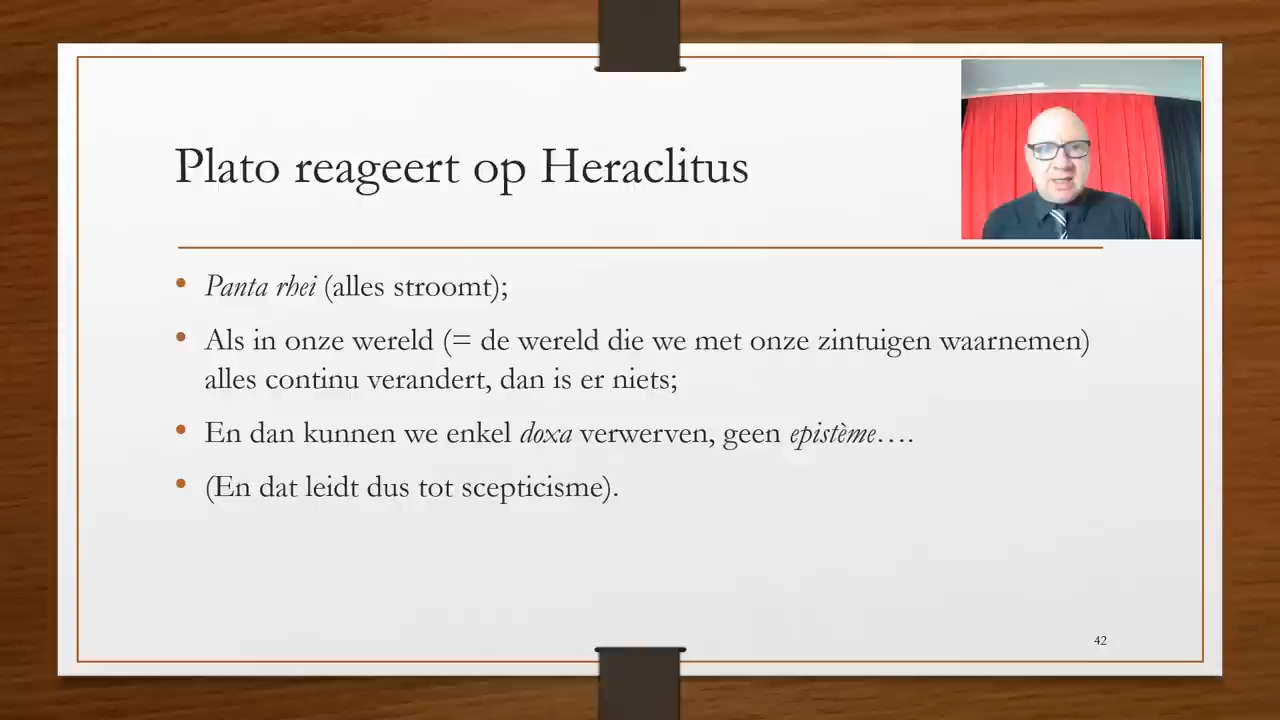 Plato reageert op Heraclitus
• Panta rhei (alles stroomt);
• Als in onze wereld (= de wereld die we met onze zintuigen waarnemen)
alles continu verandert, dan is er niets;
• En dan kunnen we enkel doxa verwerven, geen epistème….
• (En dat leidt dus tot scepticisme).
42